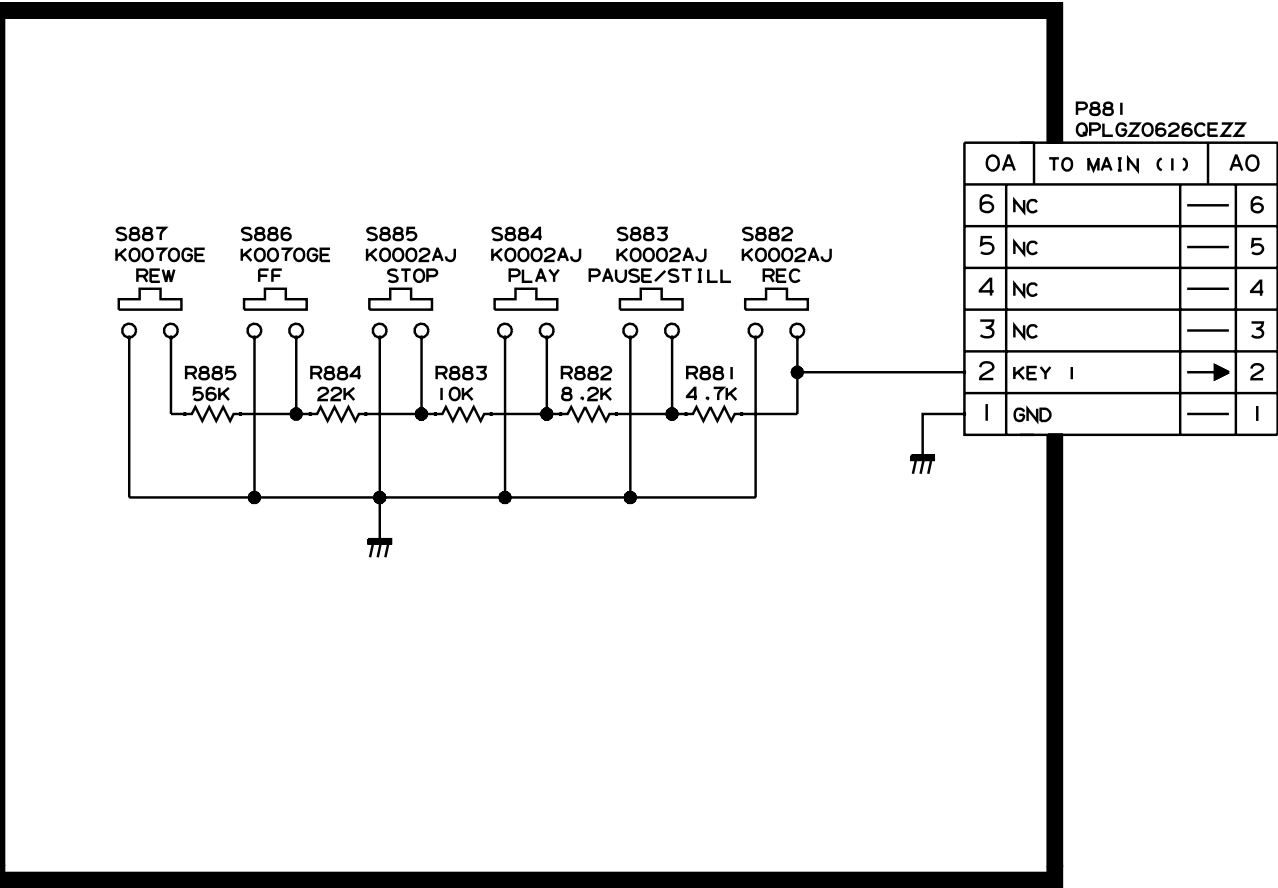 P881
QPLGZ0626CEZZ
OA TO MAIN (1) AO
6 NC 6
5 NC 5
4 NC 4
3 NC 3
2 KEY 1 2
1 GND 1
S887
K0070GE
REW
S886
K0070GE
FF
S885
K0002AJ
STOP
S884
K0002AJ
PLAY
S883
K0002AJ
PAUSE/STILL
S882
K0002AJ
REC
R885
56K
R884
22K
R883
10K
R882
8.2K
R881
4.7K